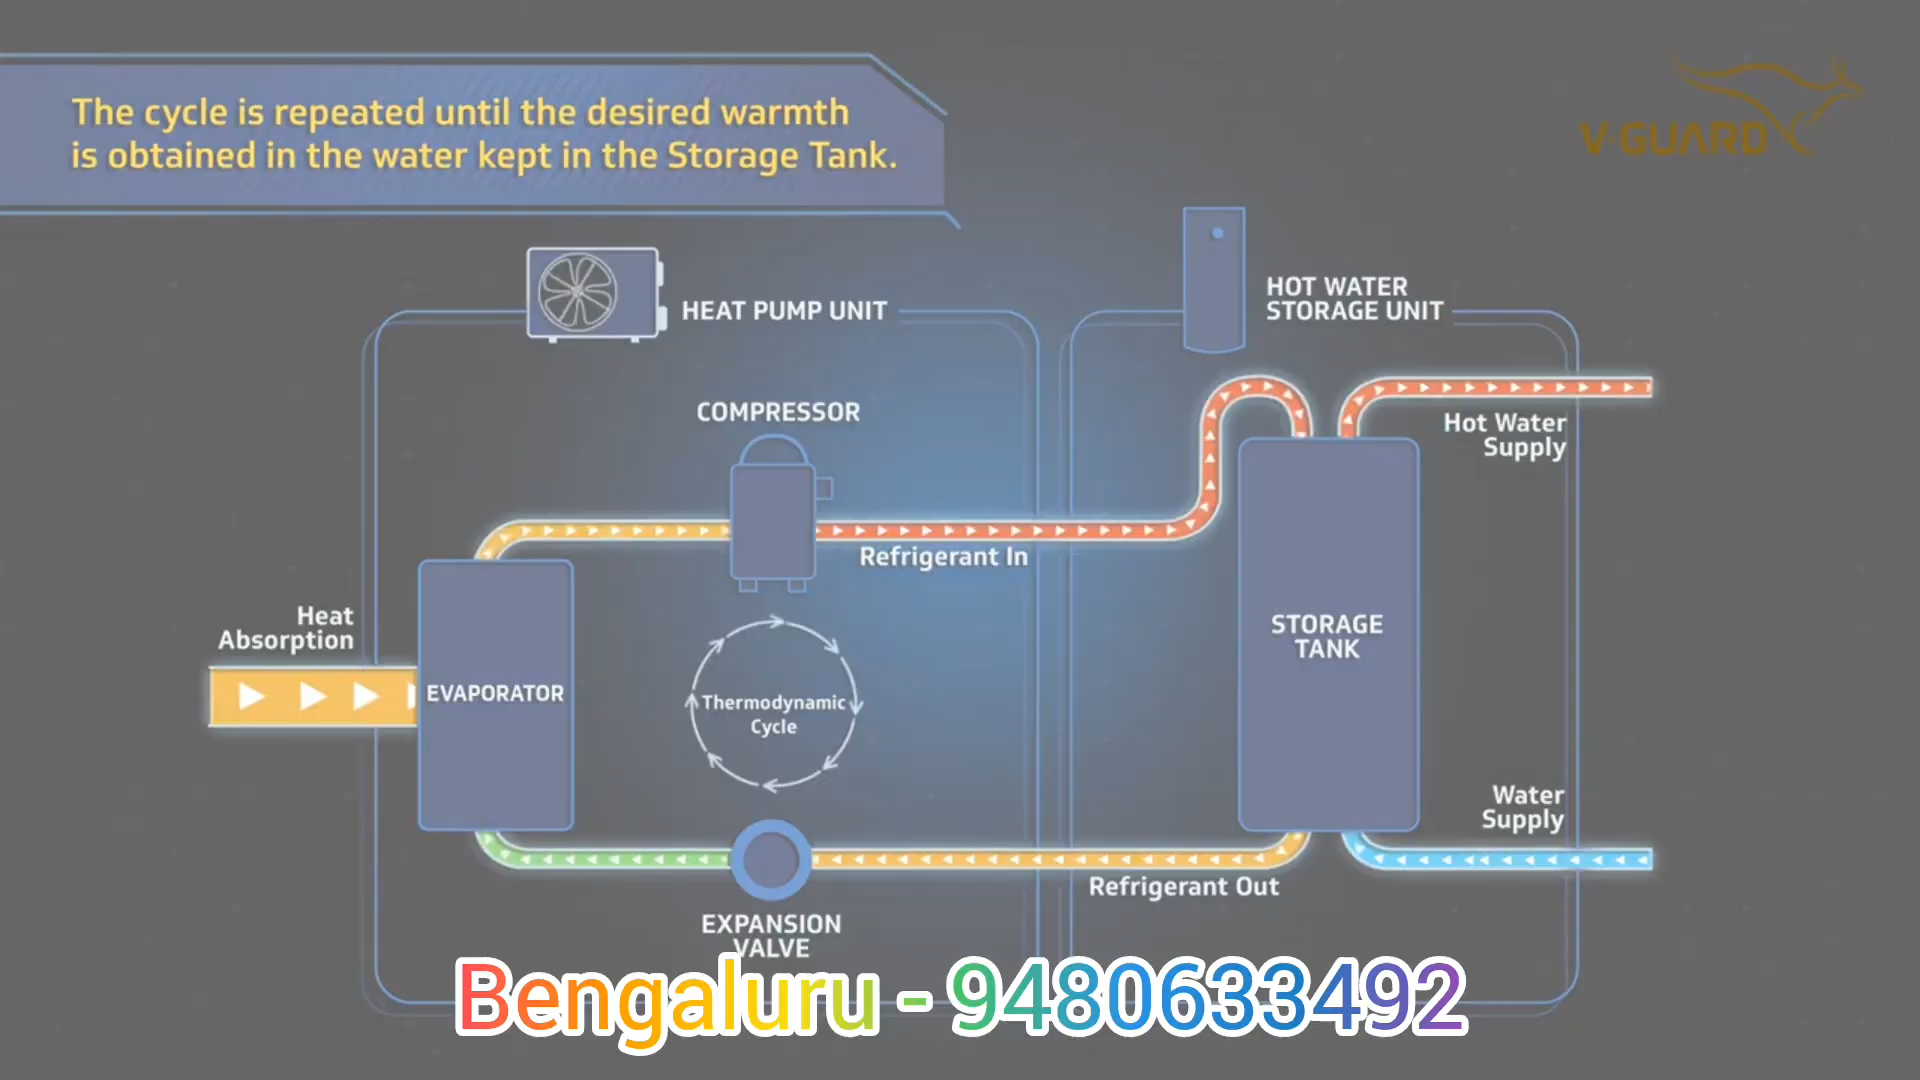 The cycle is repeated until the desired warmth
is obtained in the water kept in the Storage Tank.
V-GUARD
HEAT PUMP UNIT
HOT WATER
STORAGE UNIT
COMPRESSOR
Hot Water
Supply
Refrigerant In
Heat
Absorption
EVAPORATOR
STORAGE
TANK
Thermodynamic
Cycle
Water
Supply
Refrigerant Out
EXPANSION
VALVE
Bengaluru - 9480633492